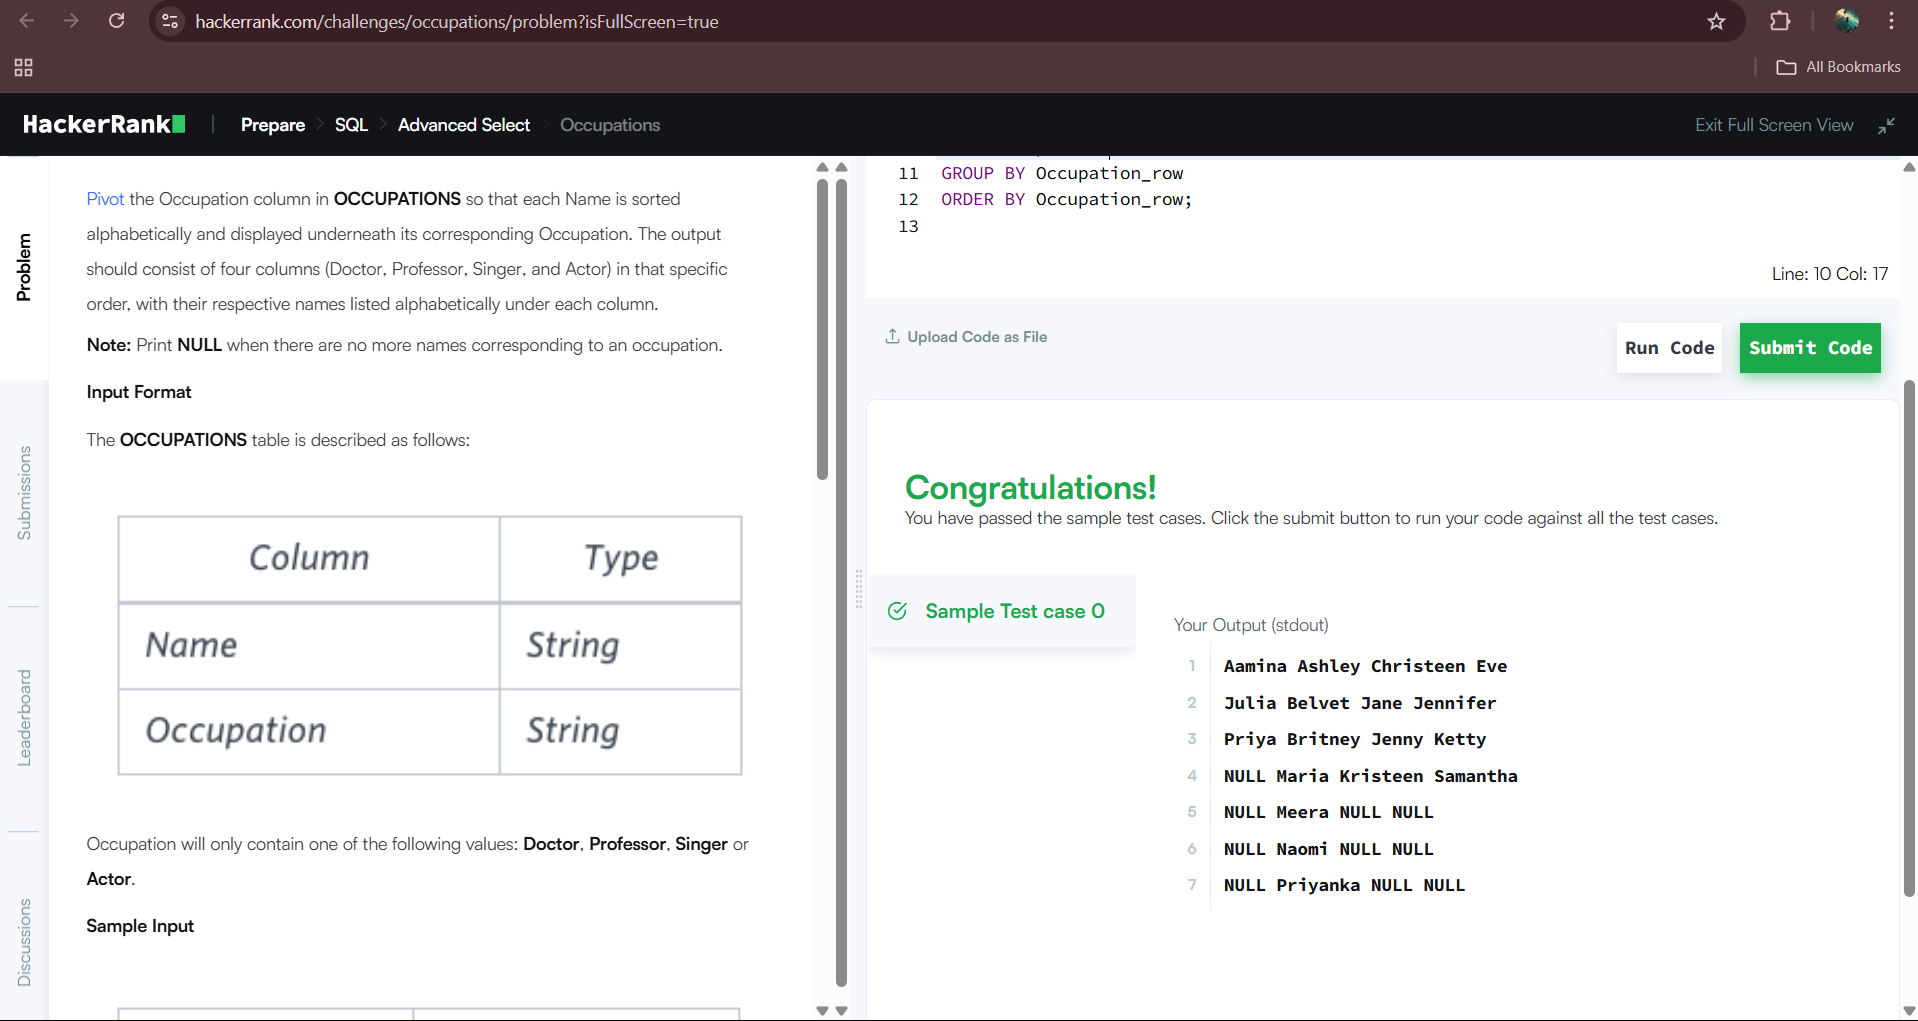 hackerrank.com/challenges/occupations/problem?isFullScreen=true
All Bookmarks
HackerRank
Prepare
SQL
Advanced Select
Occupations
Exit Full Screen View
Problem
Submissions
Leaderboard
Discussions
Pivot the Occupation column in OCCUPATIONS so that each Name is sorted
alphabetically and displayed underneath its corresponding Occupation. The output
should consist of four columns (Doctor, Professor, Singer, and Actor) in that specific
order, with their respective names listed alphabetically under each column.
Note: Print NULL when there are no more names corresponding to an occupation.
Input Format
The OCCUPATIONS table is described as follows:
Column Type
Name String
Occupation String
Occupation will only contain one of the following values: Doctor, Professor, Singer or
Actor.
Sample Input
11 GROUP BY Occupation_row
12 ORDER BY Occupation_row;
13
Line: 10 Col: 17
Upload Code as File
Run Code
Submit Code
Congratulations!
You have passed the sample test cases. Click the submit button to run your code against all the test cases.
Sample Test case 0
Your Output (stdout)
1 Aamina Ashley Christeen Eve
2 Julia Belvet Jane Jennifer
3 Priya Britney Jenny Ketty
4 NULL Maria Kristeen Samantha
5 NULL Meera NULL NULL
6 NULL Naomi NULL NULL
7 NULL Priyanka NULL NULL